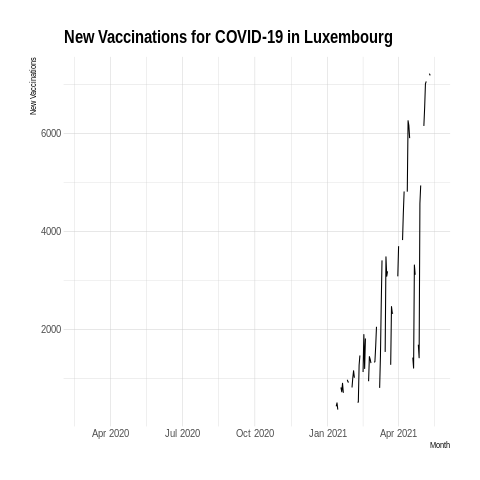 New Vaccinations for COVID-19 in Luxembourg
New Vaccinations
6000
4000
2000
Apr 2020 Jul 2020 Oct 2020 Jan 2021 Apr 2021
Month